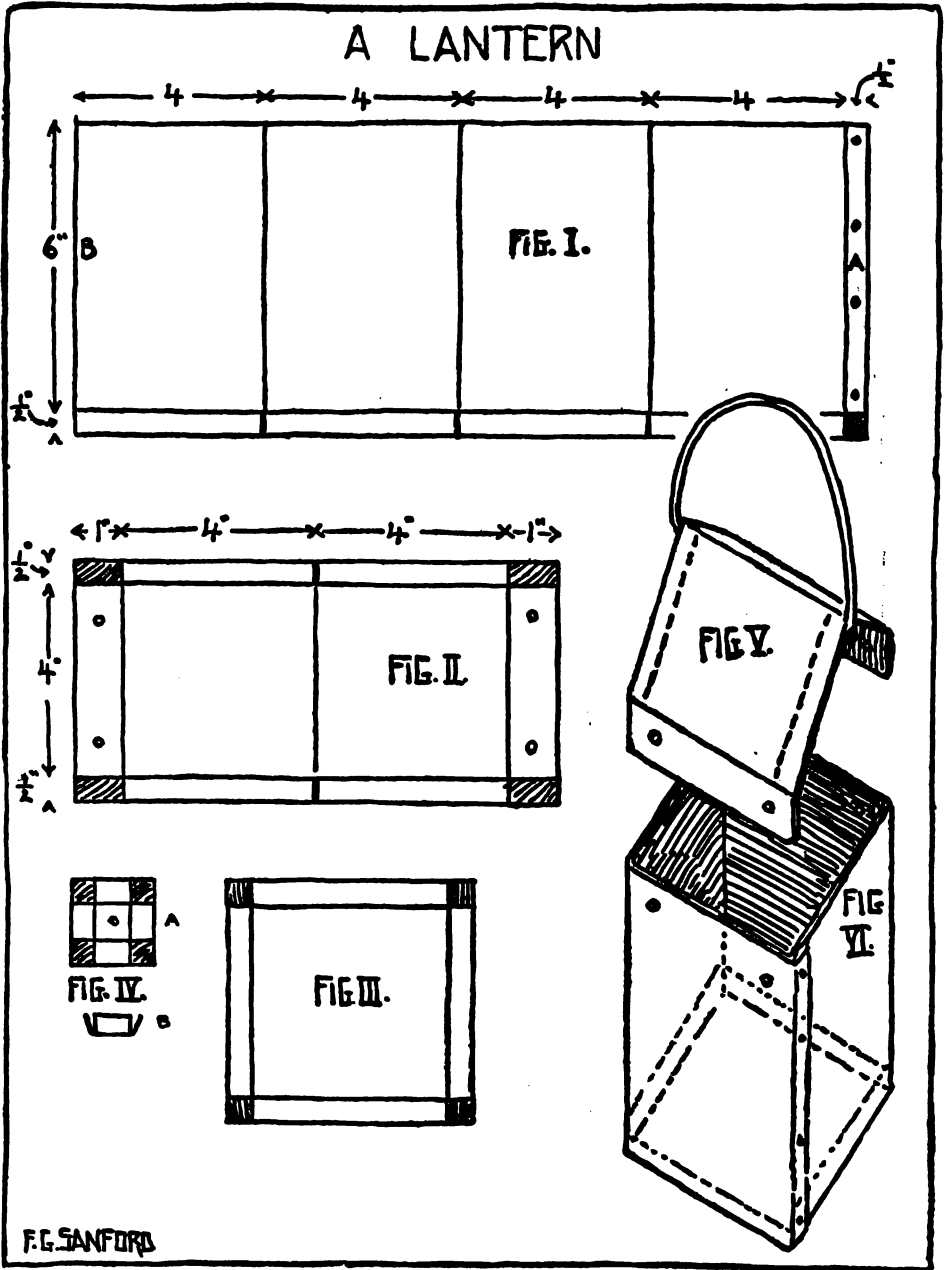 A LANTERN
4 4 4 4 ½"
6" B FIG. I. A
½" A
1" 4" 4" 1"
½"
4" FIG. II.
½" A
FIG V.
A
FIG. IV.
B
FIG III.
FIG
VI.
F.G. SANFORD